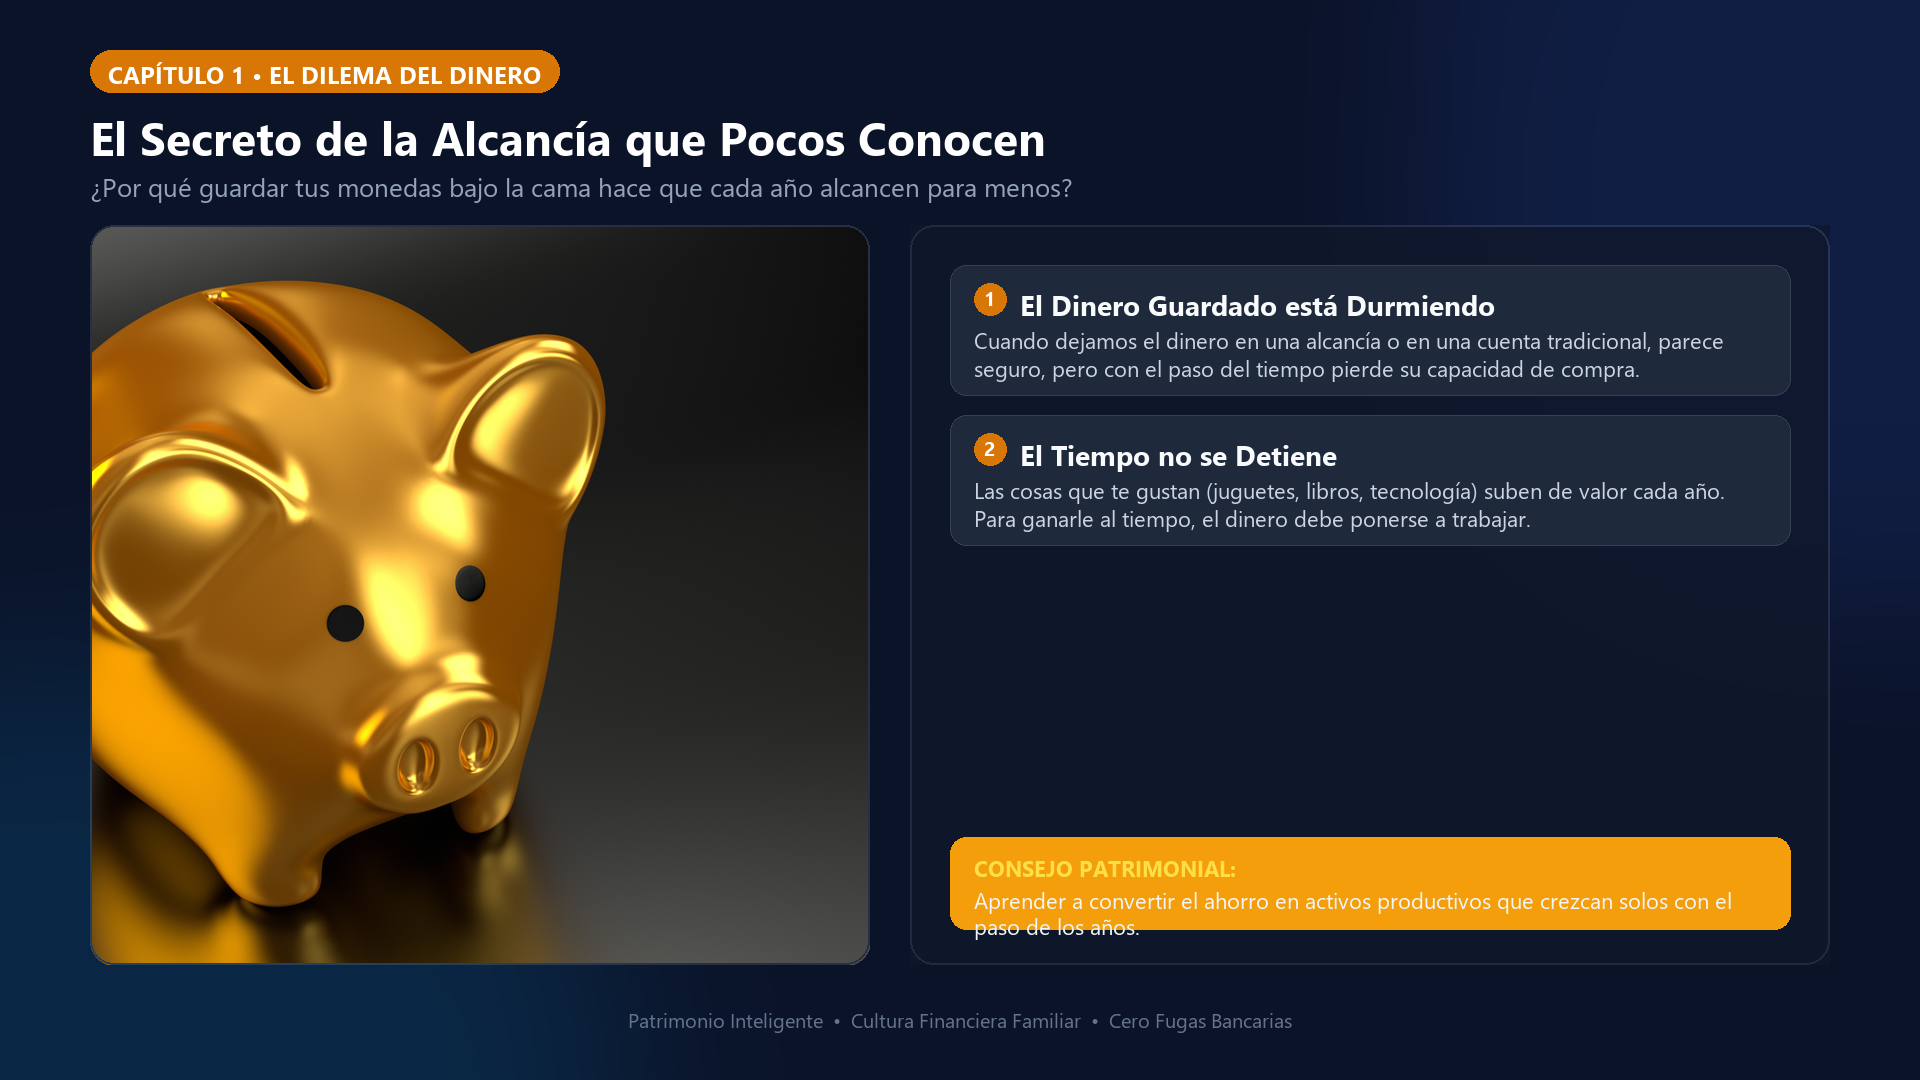 CAPÍTULO 1 • EL DILEMA DEL DINERO
El Secreto de la Alcancía que Pocos Conocen
¿Por qué guardar tus monedas bajo la cama hace que cada año alcancen para menos?
1 El Dinero Guardado está Durmiendo
Cuando dejamos el dinero en una alcancía o en una cuenta tradicional, parece
seguro, pero con el paso del tiempo pierde su capacidad de compra.
2 El Tiempo no se Detiene
Las cosas que te gustan (juguetes, libros, tecnología) suben de valor cada año.
Para ganarle al tiempo, el dinero debe ponerse a trabajar.
CONSEJO PATRIMONIAL:
Aprender a convertir el ahorro en activos productivos que crezcan solos con el
paso de los años.
Patrimonio Inteligente • Cultura Financiera Familiar • Cero Fugas Bancarias